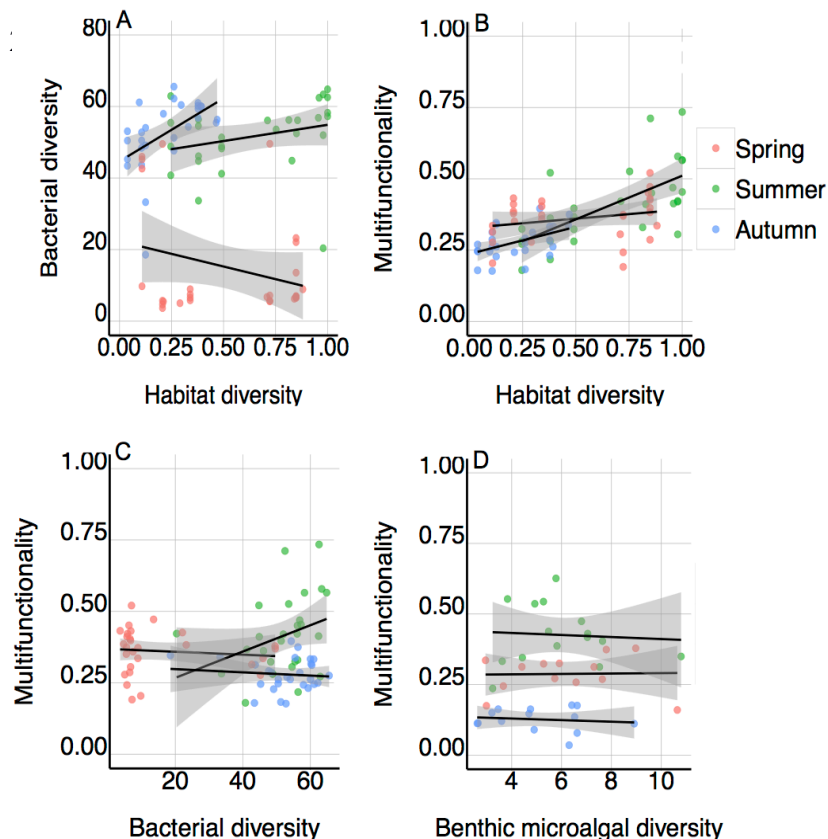 A
80
60
40
20
0
0.00 0.25 0.50 0.75 1.00
Bacterial diversity
Habitat diversity
B
1.00
0.75
0.50
0.25
0.00
0.00 0.25 0.50 0.75 1.00
Multifunctionality
Habitat diversity
Spring
Summer
Autumn
C
1.00
0.75
0.50
0.25
0.00
20 40 60
Multifunctionality
Bacterial diversity
D
1.00
0.75
0.50
0.25
0.00
4 6 8 10
Multifunctionality
Benthic microalgal diversity